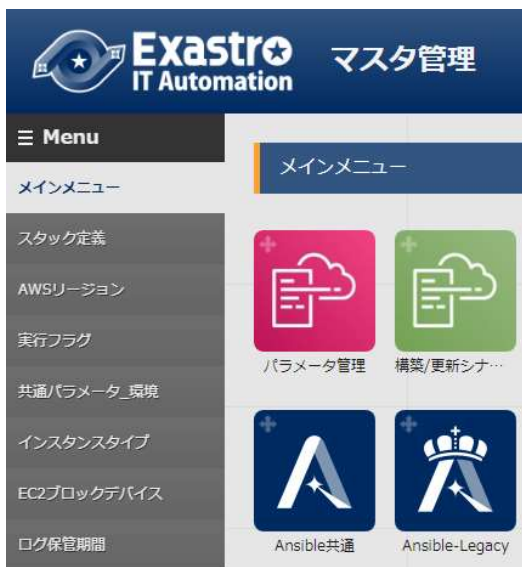 Exastro
IT Automation
マスタ管理
☰ Menu
メインメニュー
スタック定義
AWSリージョン
実行フラグ
共通パラメータ_環境
インスタンスタイプ
EC2ブロックデバイス
ログ保管期間
メインメニュー
パラメータ管理
構築/更新シナ…
Ansible共通
Ansible-Legacy